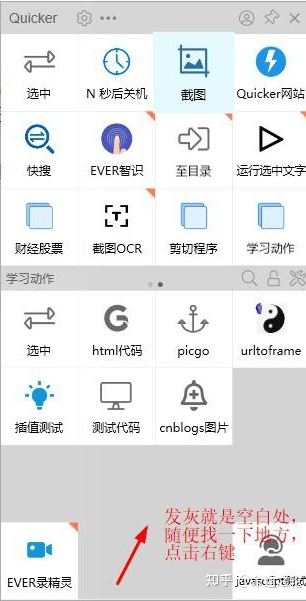 Quicker
选中 N 秒后关机 截图 Quicker网站
快搜 EVER智识 至目录 运行选中文字
财经股票 截图OCR 剪切程序 学习动作
学习动作
选中 html代码 picgo urltoframe
插值测试 测试代码 cnblogs图片
发灰就是空白处,
随便找一下地方,
点击右键
EVER录精灵 javascript测试